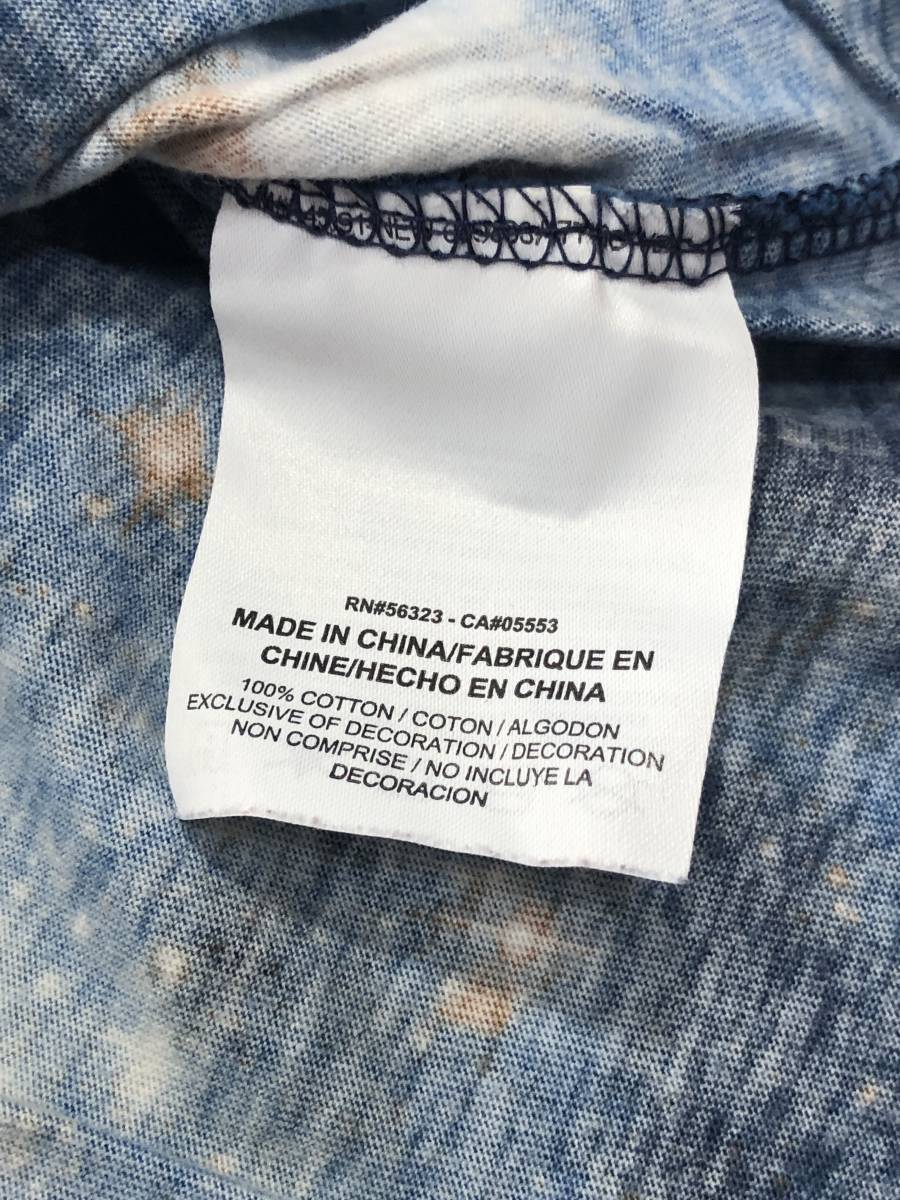 RN#56323 - CA#05553
MADE IN CHINA/FABRIQUE EN
CHINE/HECHO EN CHINA
100% COTTON / COTON / ALGODON
EXCLUSIVE OF DECORATION / DECORATION
NON COMPRISE / NO INCLUYE LA
DECORACION